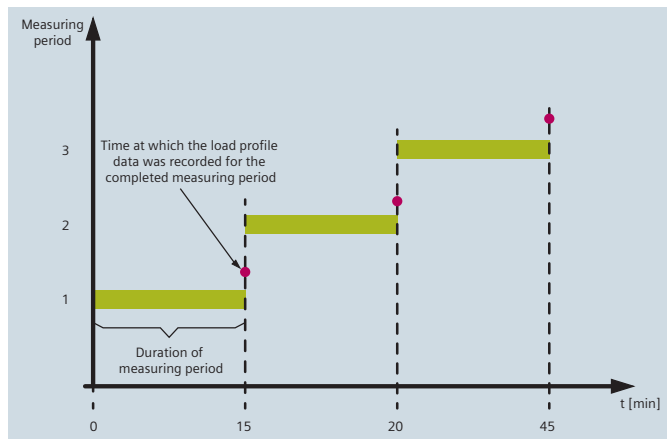 Measuring
period
3
Time at which the load profile
data was recorded for the
completed measuring period
2
1
Duration of
measuring period
t [min]
0
15
20
45